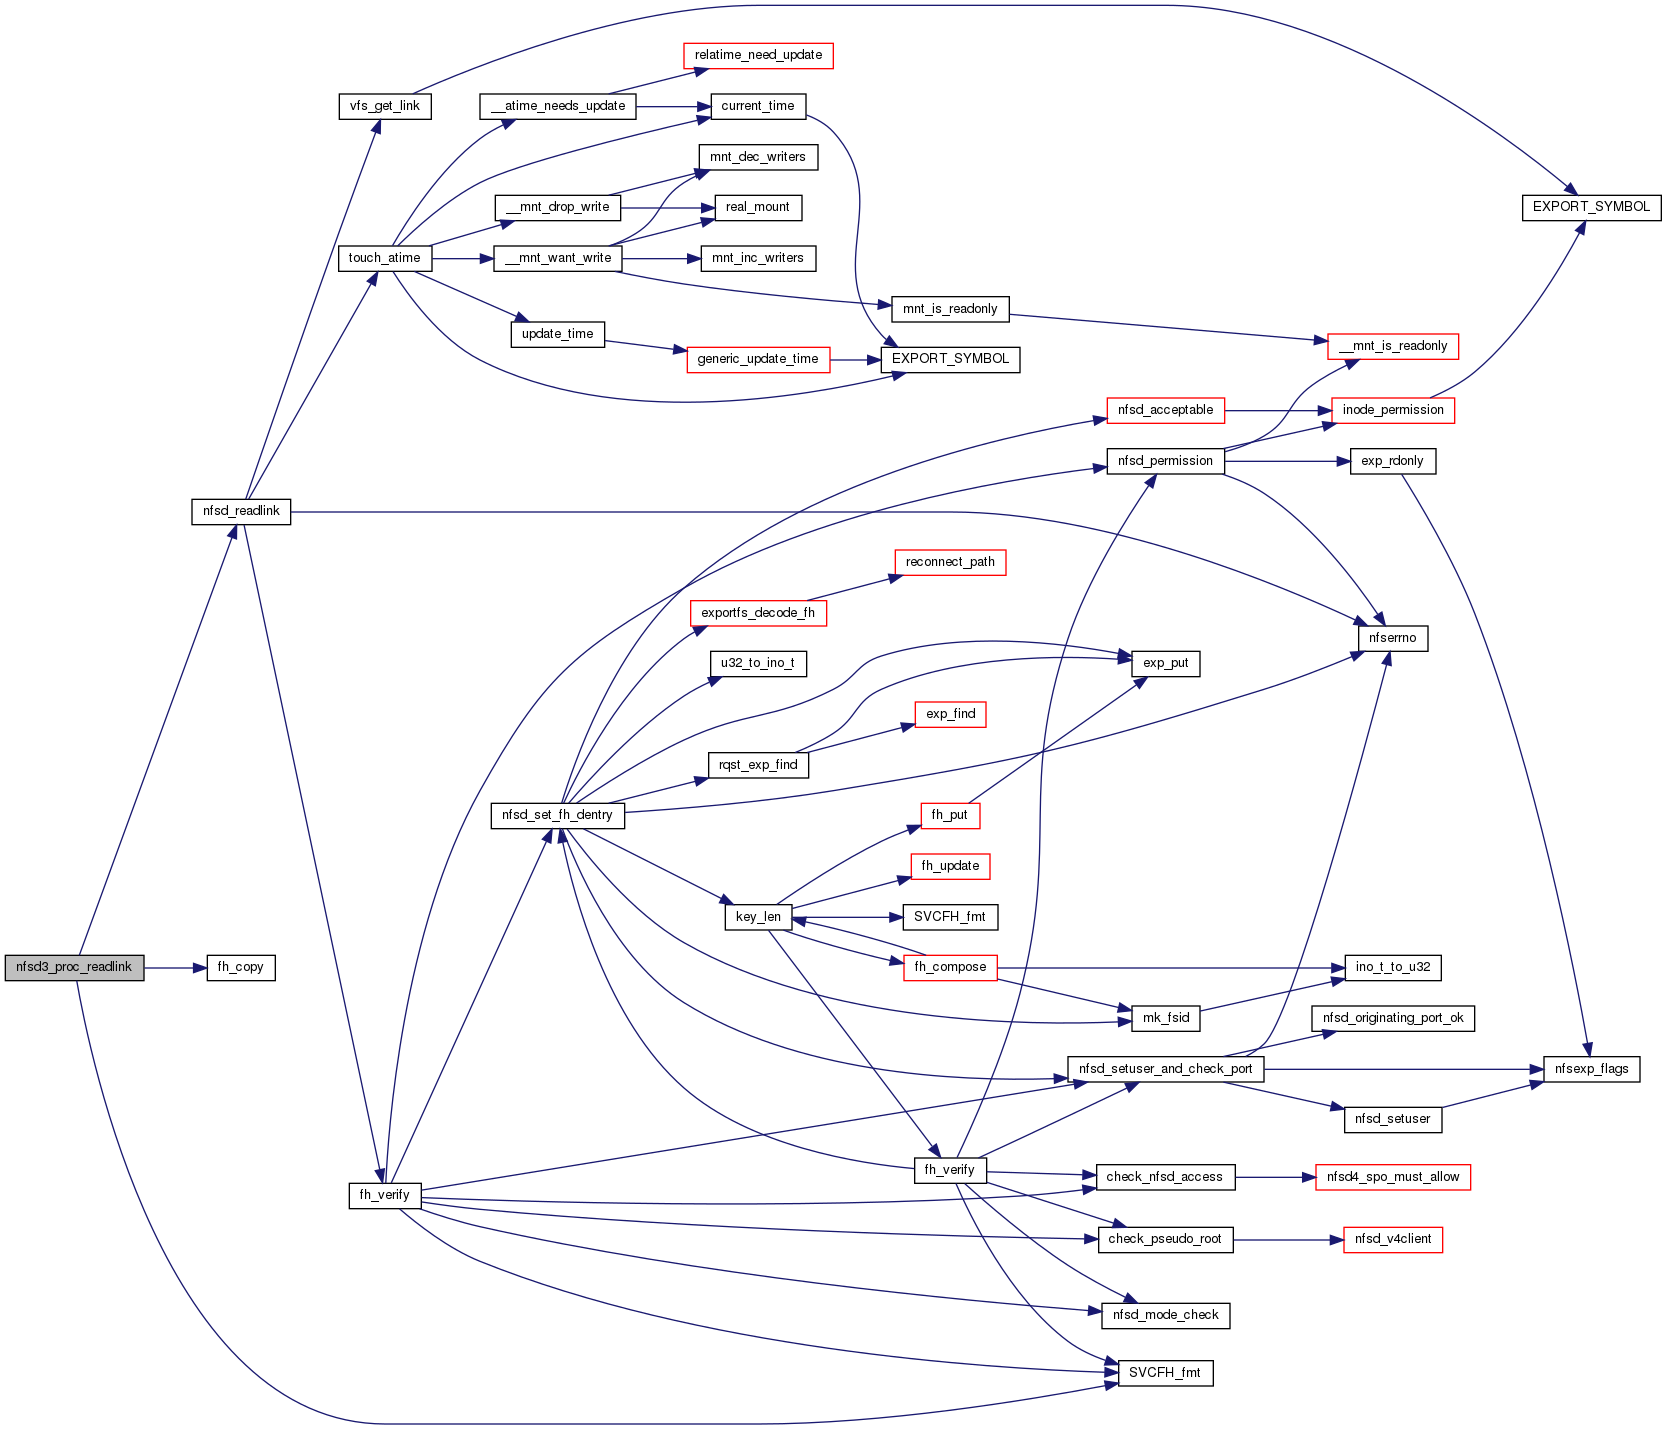 relatime_need_update
vfs_get_link
__atime_needs_update
current_time
mnt_dec_writers
__mnt_drop_write
real_mount
EXPORT_SYMBOL
touch_atime
__mnt_want_write
mnt_inc_writers
mnt_is_readonly
update_time
generic_update_time
EXPORT_SYMBOL
__mnt_is_readonly
nfsd_acceptable
inode_permission
nfsd_permission
exp_rdonly
nfsd_readlink
reconnect_path
exportfs_decode_fh
nfserrno
u32_to_ino_t
exp_put
exp_find
rqst_exp_find
nfsd_set_fh_dentry
fh_put
fh_update
key_len
SVCFH_fmt
nfsd3_proc_readlink
fh_copy
fh_compose
ino_t_to_u32
mk_fsid
nfsd_originating_port_ok
nfsd_setuser_and_check_port
nfsexp_flags
nfsd_setuser
fh_verify
check_nfsd_access
nfsd4_spo_must_allow
fh_verify
check_pseudo_root
nfsd_v4client
nfsd_mode_check
SVCFH_fmt